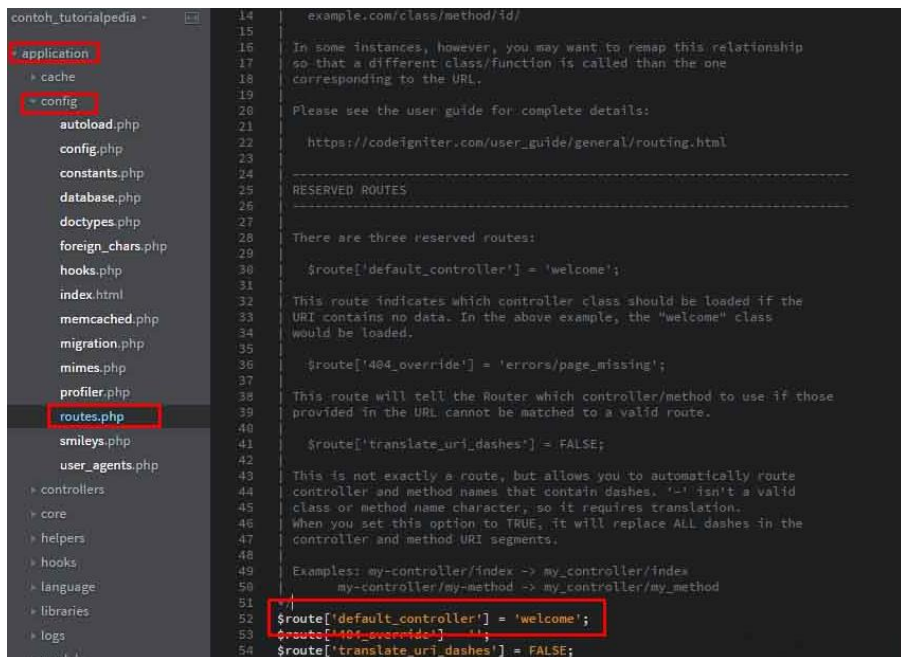 contoh_tutorialpedia
application
cache
config
autoload.php
config.php
constants.php
database.php
doctypes.php
foreign_chars.php
hooks.php
index.html
memcached.php
migration.php
mimes.php
profiler.php
routes.php
smileys.php
user_agents.php
controllers
core
helpers
hooks
language
libraries
logs
14 | example.com/class/method/id/
15 |
16 | In some instances, however, you may want to remap this relationship
17 | so that a different class/function is called than the one
18 | corresponding to the URL.
19 |
20 | Please see the user guide for complete details:
21 |
22 | https://codeigniter.com/user_guide/general/routing.html
23 |
24 | -------------------------------------------------------------------------
25 | RESERVED ROUTES
26 | -------------------------------------------------------------------------
27 |
28 | There are three reserved routes:
29 |
30 | $route['default_controller'] = 'welcome';
31 |
32 | This route indicates which controller class should be loaded if the
33 | URI contains no data. In the above example, the "welcome" class
34 | would be loaded.
35 |
36 | $route['404_override'] = 'errors/page_missing';
37 |
38 | This route will tell the Router which controller/method to use if those
39 | provided in the URL cannot be matched to a valid route.
40 |
41 | $route['translate_uri_dashes'] = FALSE;
42 |
43 | This is not exactly a route, but allows you to automatically route
44 | controller and method names that contain dashes. '-' isn't a valid
45 | class or method name character, so it requires translation.
46 | When you set this option to TRUE, it will replace ALL dashes in the
47 | controller and method URI segments.
48 |
49 | Examples: my-controller/index -> my_controller/index
50 | my-controller/my-method -> my_controller/my_method
51 */
52 $route['default_controller'] = 'welcome';
53 $route['404_override'] = '';
54 $route['translate_uri_dashes'] = FALSE;